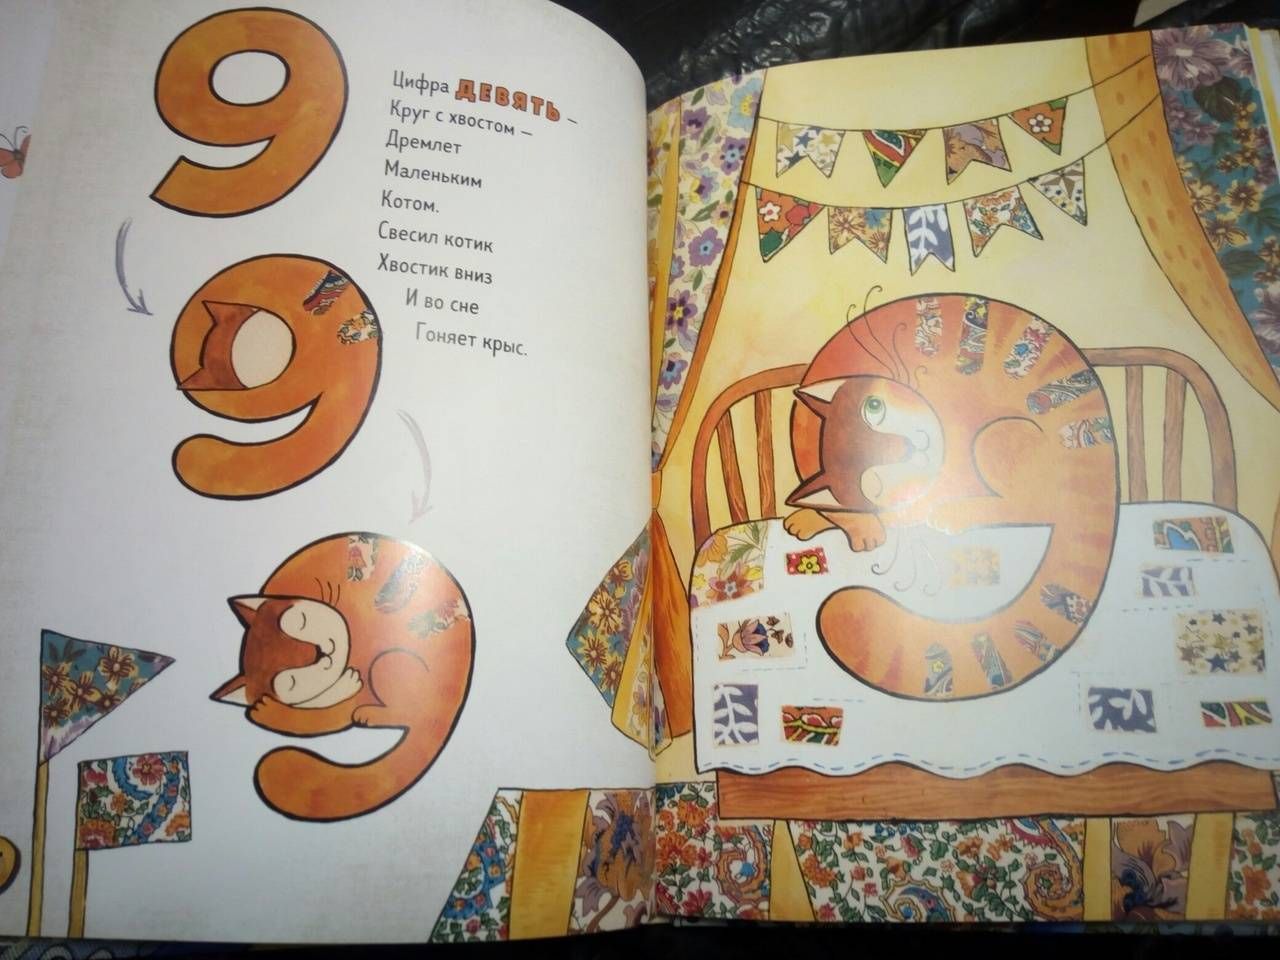 9
Цифра ДЕВЯТЬ –
Круг с хвостом –
Дремлет
Маленьким
Котом.
Свесил котик
Хвостик вниз
И во сне
Гоняет крыс.